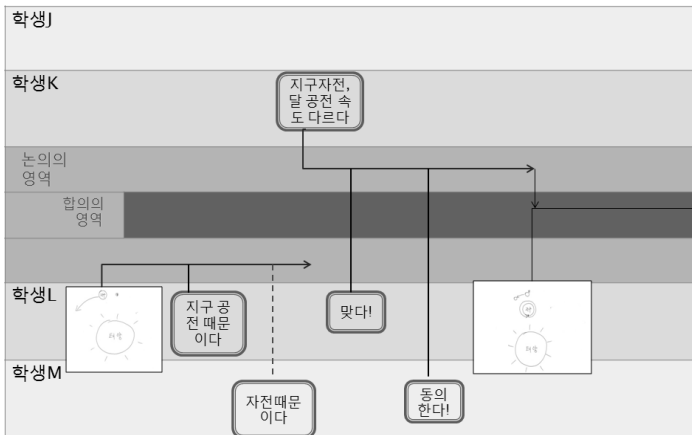 학생J
학생K
지구자전,
달 공전 속
도 다르다
논의의
영역
합의의
영역
학생L
지구 공
전 때문
이다
맞다!
학생M
자전때문
이다
동의
한다!